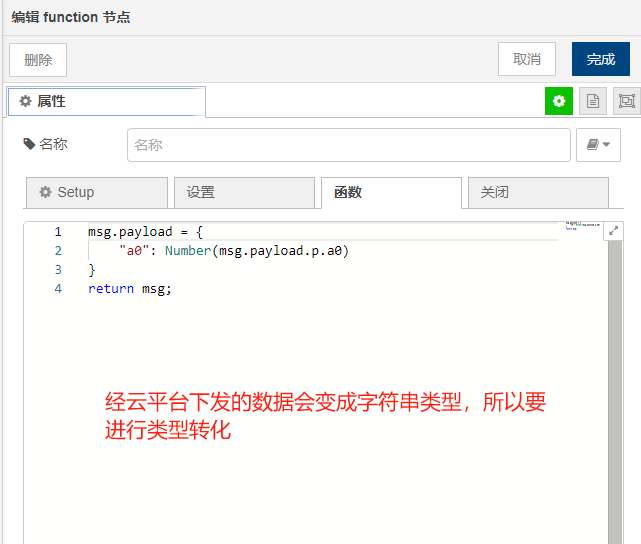 编辑 function 节点
删除
取消
完成
属性
名称
名称
Setup
设置
函数
关闭
1 msg.payload = {
2 "a0": Number(msg.payload.p.a0)
3 }
4 return msg;
经云平台下发的数据会变成字符串类型，所以要
进行类型转化